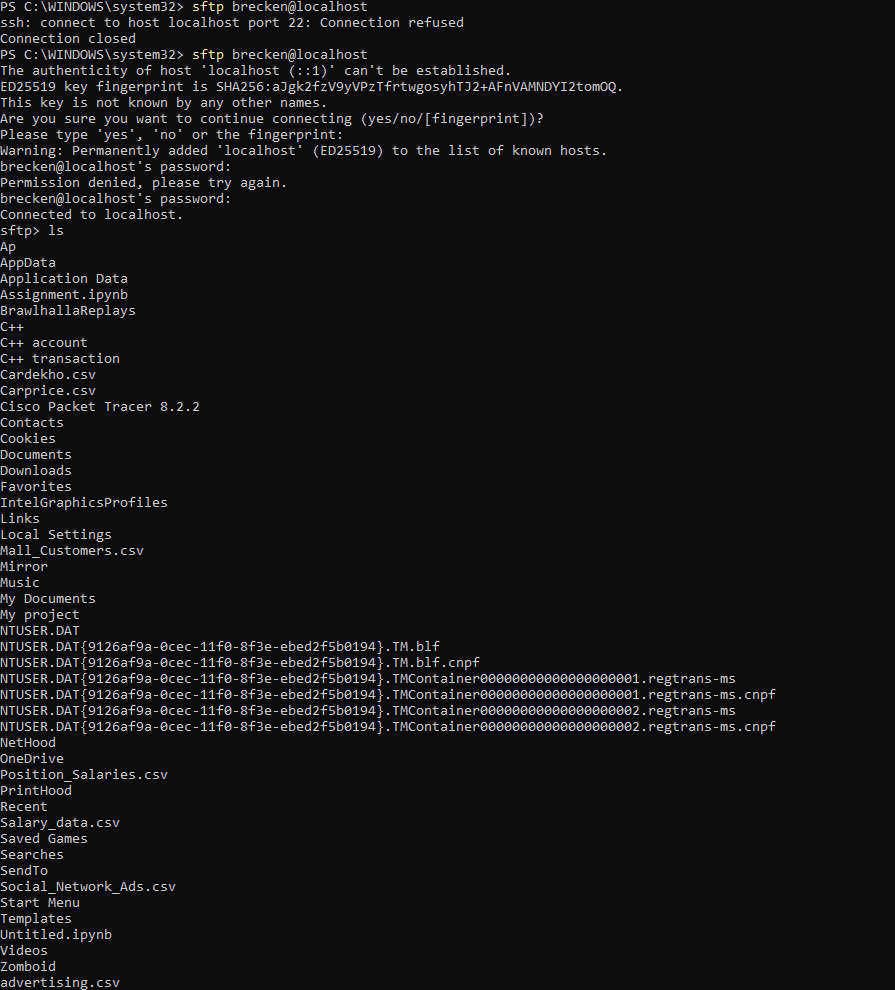 PS C:\WINDOWS\system32> sftp brecken@localhost
ssh: connect to host localhost port 22: Connection refused
Connection closed
PS C:\WINDOWS\system32> sftp brecken@localhost
The authenticity of host 'localhost (::1)' can't be established.
ED25519 key fingerprint is SHA256:aJgk2fzV9yVPzTfrtwgosyhTJ2+AFnVAMNDYI2tomOQ.
This key is not known by any other names.
Are you sure you want to continue connecting (yes/no/[fingerprint])?
Please type 'yes', 'no' or the fingerprint:
Warning: Permanently added 'localhost' (ED25519) to the list of known hosts.
brecken@localhost's password:
Permission denied, please try again.
brecken@localhost's password:
Connected to localhost.
sftp> ls
Ap
AppData
Application Data
Assignment.ipynb
BrawlhallaReplays
C++
C++ account
C++ transaction
Cardekho.csv
Carprice.csv
Cisco Packet Tracer 8.2.2
Contacts
Cookies
Documents
Downloads
Favorites
IntelGraphicsProfiles
Links
Local Settings
Mall_Customers.csv
Mirror
Music
My Documents
My project
NTUSER.DAT
NTUSER.DAT{9126af9a-0cec-11f0-8f3e-ebed2f5b0194}.TM.blf
NTUSER.DAT{9126af9a-0cec-11f0-8f3e-ebed2f5b0194}.TM.blf.cnpf
NTUSER.DAT{9126af9a-0cec-11f0-8f3e-ebed2f5b0194}.TMContainer00000000000000000001.regtrans-ms
NTUSER.DAT{9126af9a-0cec-11f0-8f3e-ebed2f5b0194}.TMContainer00000000000000000001.regtrans-ms.cnpf
NTUSER.DAT{9126af9a-0cec-11f0-8f3e-ebed2f5b0194}.TMContainer00000000000000000002.regtrans-ms
NTUSER.DAT{9126af9a-0cec-11f0-8f3e-ebed2f5b0194}.TMContainer00000000000000000002.regtrans-ms.cnpf
NetHood
OneDrive
Position_Salaries.csv
PrintHood
Recent
Salary_data.csv
Saved Games
Searches
SendTo
Social_Network_Ads.csv
Start Menu
Templates
Untitled.ipynb
Videos
Zomboid
advertising.csv